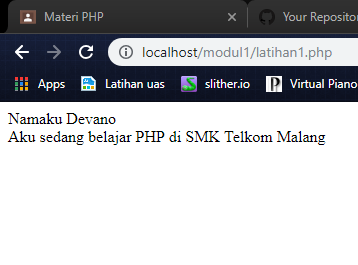 Materi PHP
Your Reposito
localhost/modul1/latihan1.php
Apps
Latihan uas
slither.io
Virtual Piano
Namaku Devano
Aku sedang belajar PHP di SMK Telkom Malang